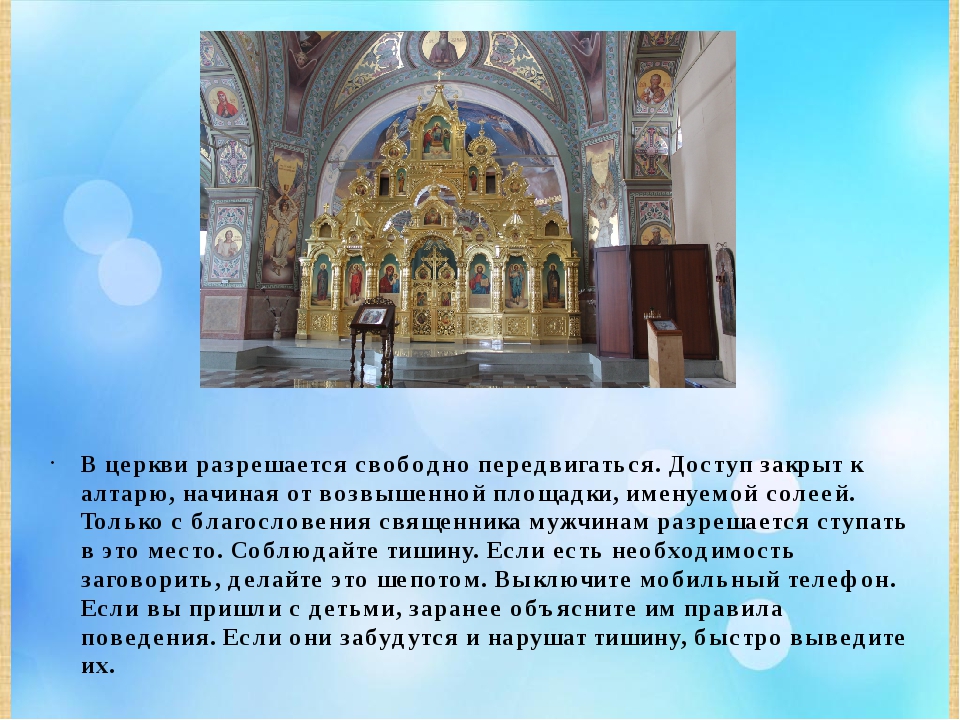 В церкви разрешается свободно передвигаться. Доступ закрыт к
алтарю, начиная от возвышенной площадки, именуемой солеей.
Только с благословения священника мужчинам разрешается ступать
в это место. Соблюдайте тишину. Если есть необходимость
заговорить, делайте это шепотом. Выключите мобильный телефон.
Если вы пришли с детьми, заранее объясните им правила
поведения. Если они забудутся и нарушат тишину, быстро выведите
их.